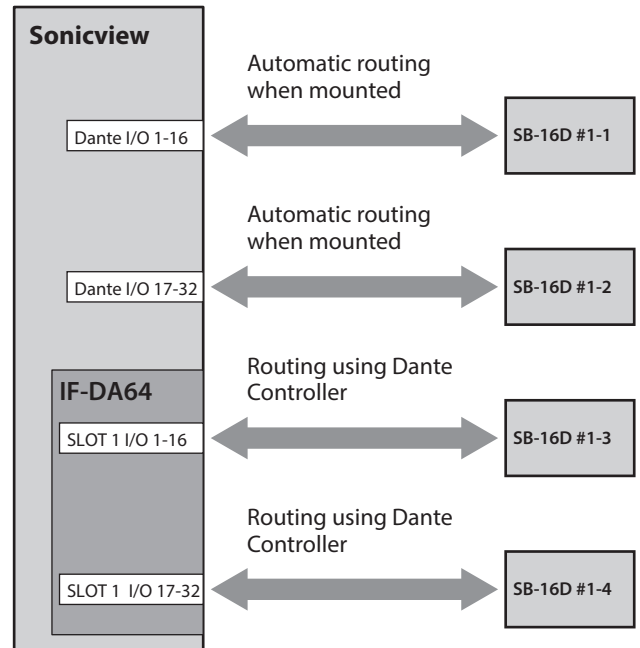 Sonicview
Automatic routing
when mounted
Dante I/O 1-16
SB-16D #1-1
Automatic routing
when mounted
Dante I/O 17-32
SB-16D #1-2
Routing using Dante
Controller
IF-DA64
SLOT 1 I/O 1-16
SB-16D #1-3
Routing using Dante
Controller
SLOT 1 I/O 17-32
SB-16D #1-4